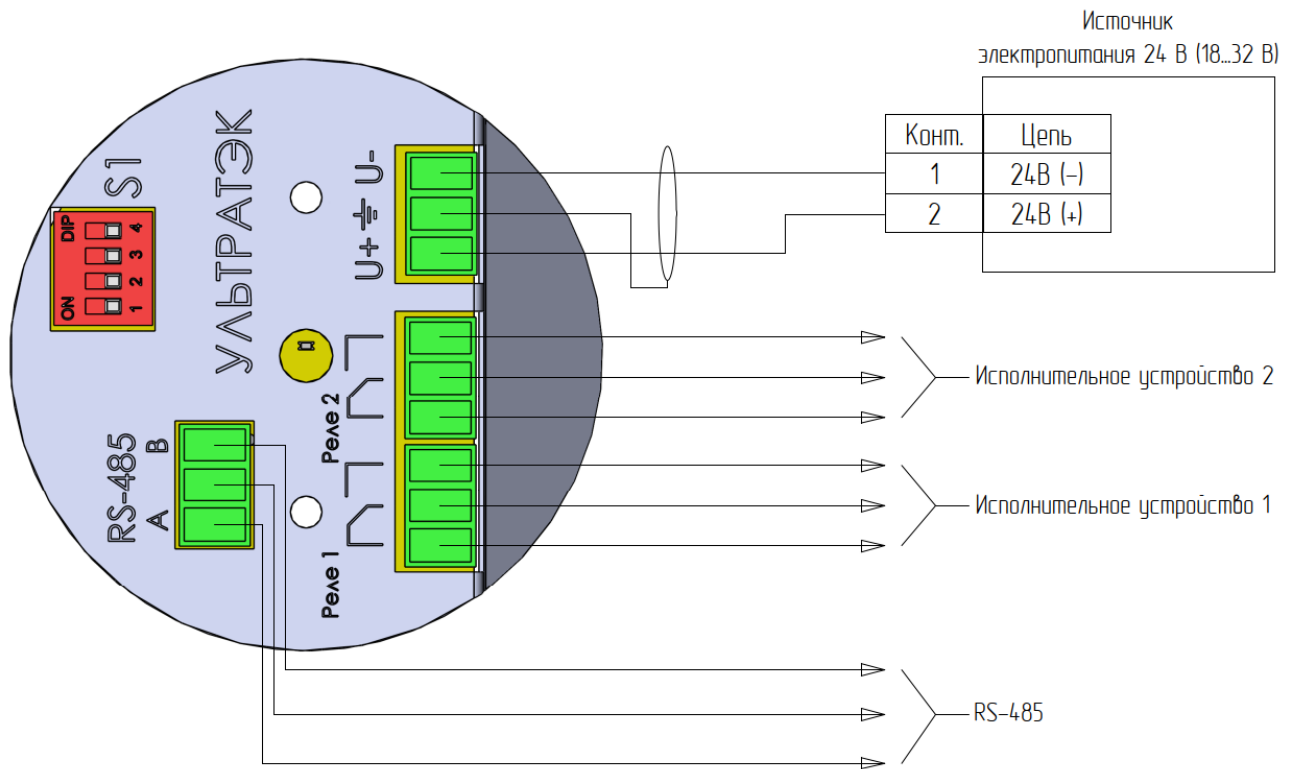 Источник
электропитания 24 В (18...32 В)
Конт. Цепь
1 24В (–)
2 24В (+)
S1
DIP
ON
4
3
2
1
УЛЬТРАТЭК
U-
U+
Реле 2
Реле 1
RS-485
B
A
Исполнительное устройство 2
Исполнительное устройство 1
RS-485